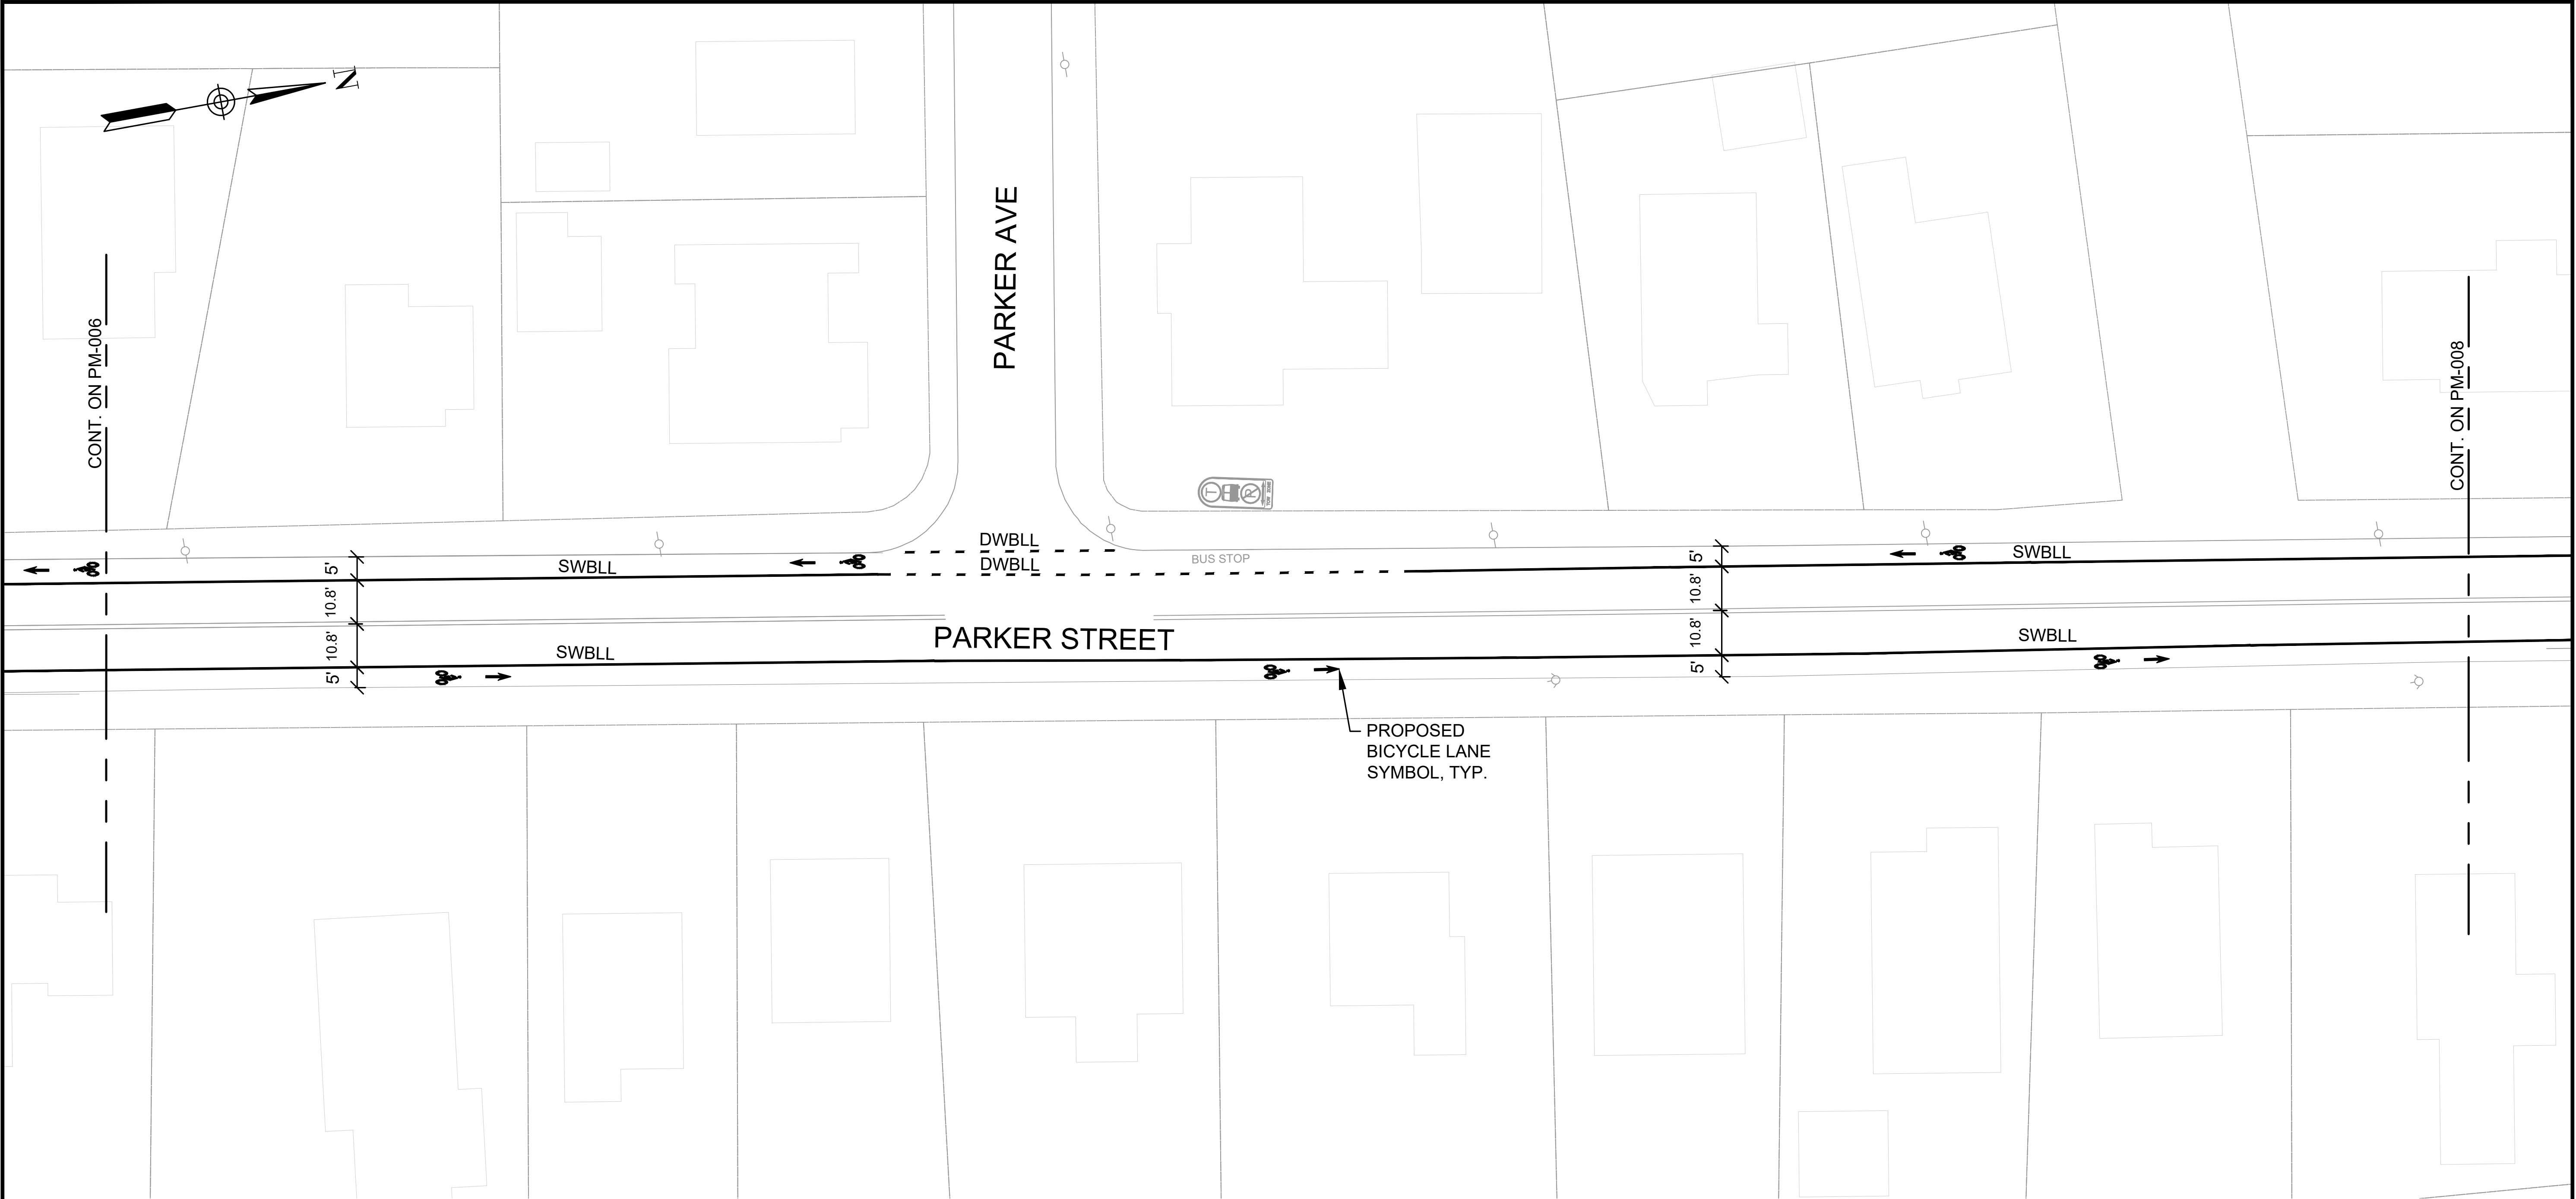 N
CONT. ON PM-006
PARKER AVE
CONT. ON PM-008
T
DWBLL
DWBLL
BUS STOP
SWBLL
SWBLL
5'
10.8'
10.8'
5'
5'
10.8'
10.8'
5'
PARKER STREET
SWBLL
SWBLL
PROPOSED
BICYCLE LANE
SYMBOL, TYP.